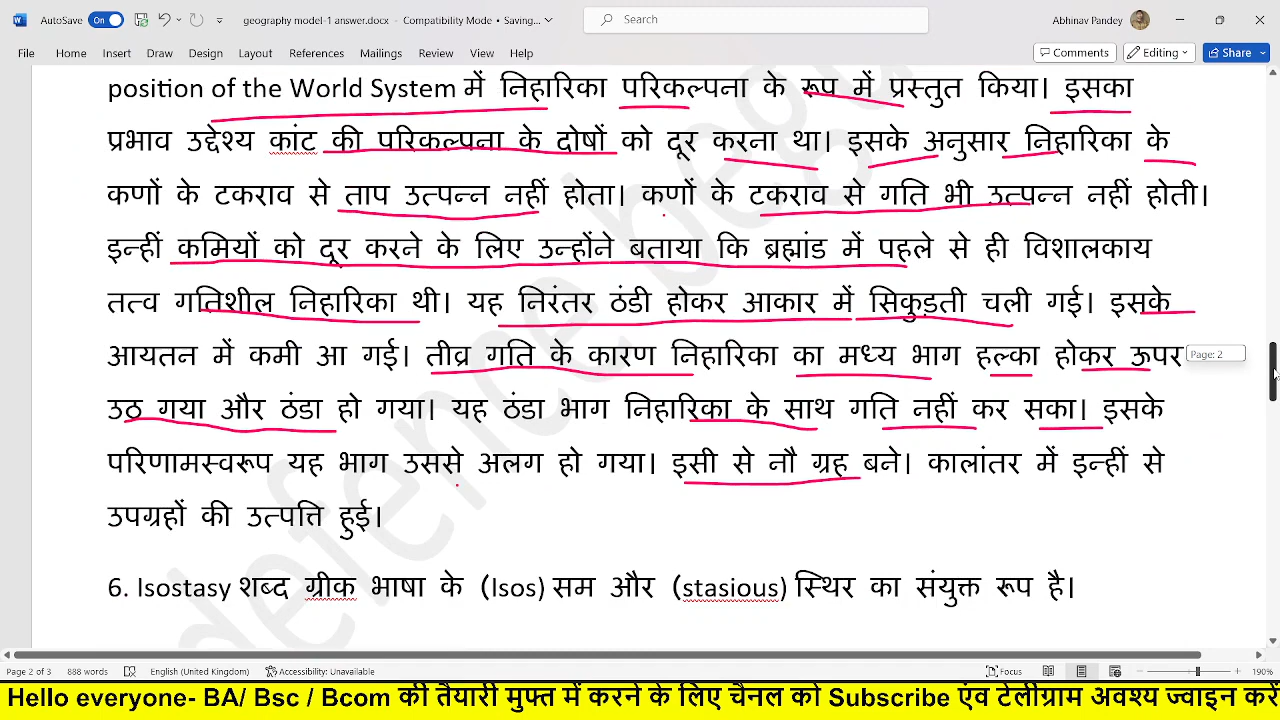 AutoSave On geography model-1 answer.docx - Compatibility Mode • Saving... Search Abhinav Pandey
File Home Insert Draw Design Layout References Mailings Review View Help Comments Editing Share
position of the World System में निहारिका परिकल्पना के रूप में प्रस्तुत किया। इसका
प्रभाव उद्देश्य कांट की परिकल्पना के दोषों को दूर करना था। इसके अनुसार निहारिका के
कणों के टकराव से ताप उत्पन्न नहीं होता। कणों के टकराव से गति भी उत्पन्न नहीं होती।
इन्हीं कमियों को दूर करने के लिए उन्होंने बताया कि ब्रह्मांड में पहले से ही विशालकाय
तत्व गतिशील निहारिका थी। यह निरंतर ठंडी होकर आकार में सिकुड़ती चली गई। इसके
आयतन में कमी आ गई। तीव्र गति के कारण निहारिका का मध्य भाग हल्का होकर ऊपर
Page: 2
उठ गया और ठंडा हो गया। यह ठंडा भाग निहारिका के साथ गति नहीं कर सका। इसके
परिणामस्वरूप यह भाग उससे अलग हो गया। इसी से नौ ग्रह बने। कालांतर में इन्हीं से
उपग्रहों की उत्पत्ति हुई।
6. Isostasy शब्द ग्रीक भाषा के (Isos) सम और (stasious) स्थिर का संयुक्त रूप है।
Page 2 of 3 888 words English (United Kingdom) Accessibility: Unavailable Focus 190%
Hello everyone- BA/ Bsc / Bcom की तैयारी मुफ्त में करने के लिए चैनल को Subscribe एंव टेलीग्राम अवश्य ज्वाइन करें